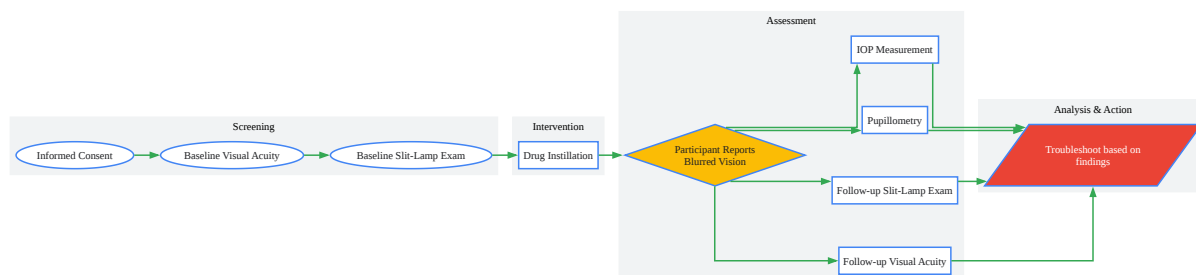 Assessment
IOP Measurement
Pupillometry
Analysis & Action
Screening
Intervention
Informed Consent
Baseline Visual Acuity
Baseline Slit-Lamp Exam
Drug Instillation
Participant Reports
Blurred Vision
Troubleshoot based on
findings
Follow-up Slit-Lamp Exam
Follow-up Visual Acuity